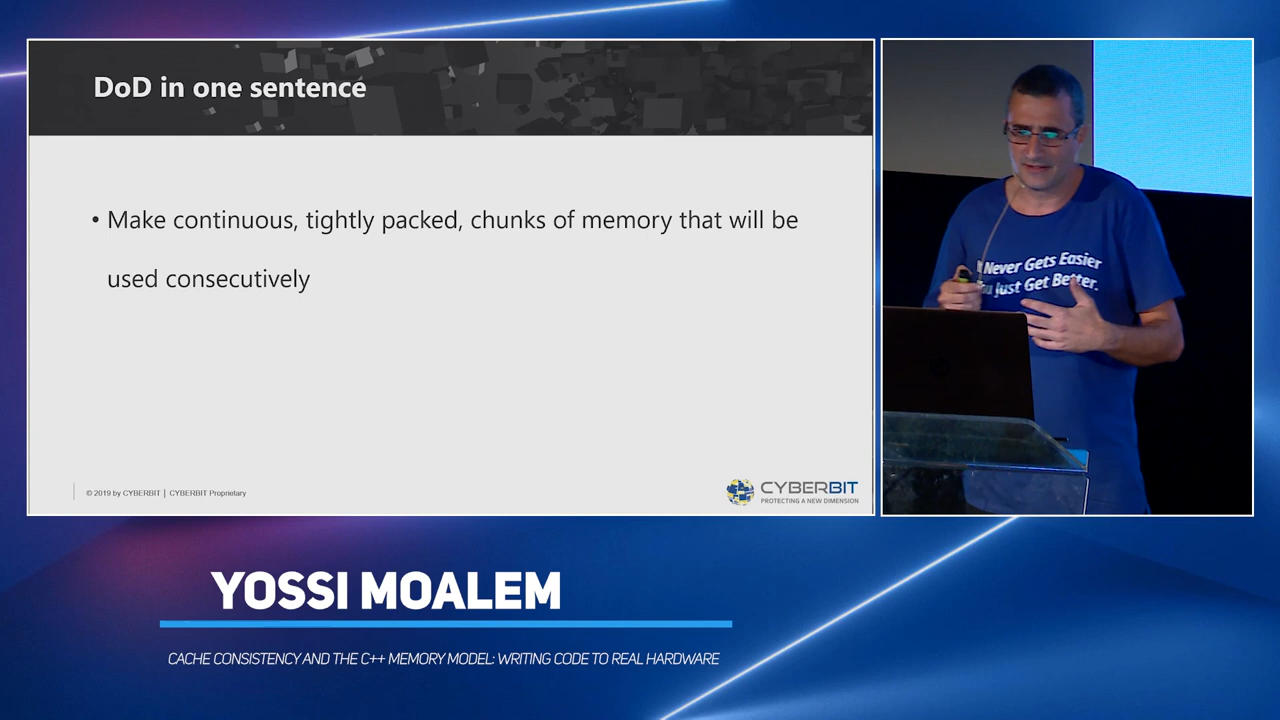 DoD in one sentence
• Make continuous, tightly packed, chunks of memory that will be
used consecutively
© 2019 by CYBERBIT | CYBERBIT Proprietary
CYBERBIT
PROTECTING A NEW DIMENSION
Never Gets Easier
Just Get Better.
YOSSI MOALEM
CACHE CONSISTENCY AND THE C++ MEMORY MODEL: WRITING CODE TO REAL HARDWARE